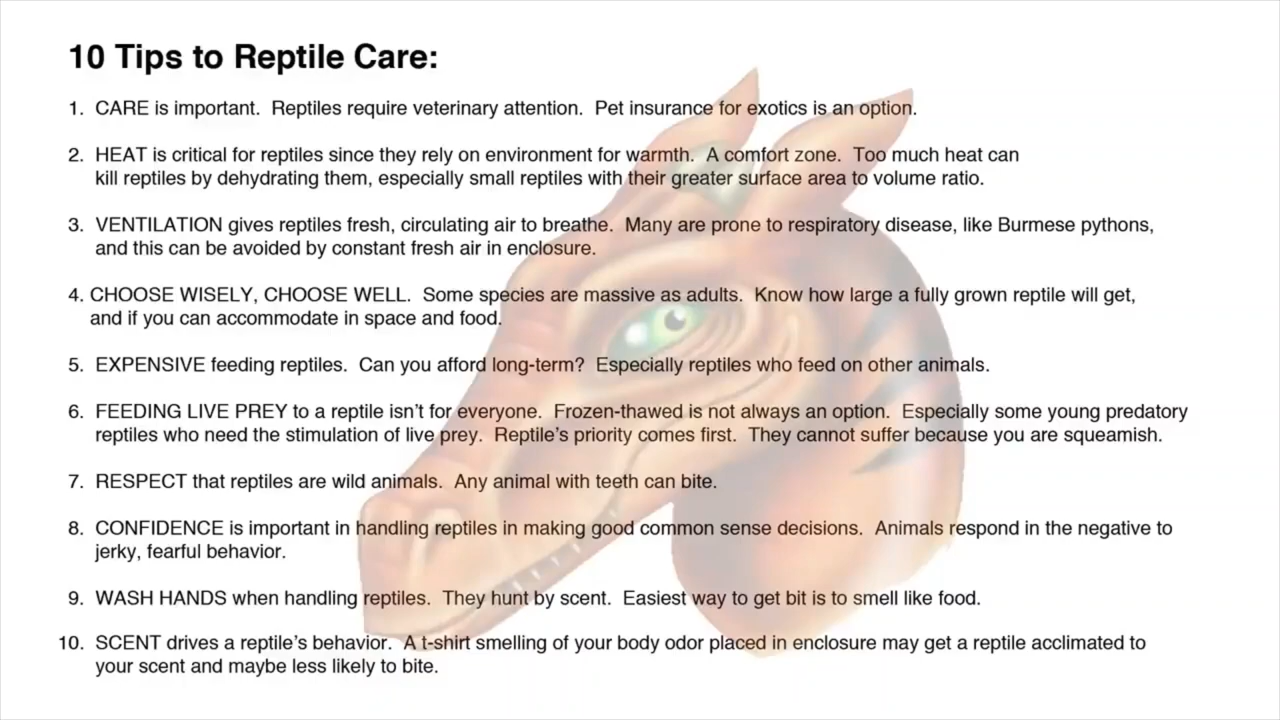 10 Tips to Reptile Care:
1. CARE is important. Reptiles require veterinary attention. Pet insurance for exotics is an option.
2. HEAT is critical for reptiles since they rely on environment for warmth. A comfort zone. Too much heat can
kill reptiles by dehydrating them, especially small reptiles with their greater surface area to volume ratio.
3. VENTILATION gives reptiles fresh, circulating air to breathe. Many are prone to respiratory disease, like Burmese pythons,
and this can be avoided by constant fresh air in enclosure.
4. CHOOSE WISELY, CHOOSE WELL. Some species are massive as adults. Know how large a fully grown reptile will get,
and if you can accommodate in space and food.
5. EXPENSIVE feeding reptiles. Can you afford long-term? Especially reptiles who feed on other animals.
6. FEEDING LIVE PREY to a reptile isn't for everyone. Frozen-thawed is not always an option. Especially some young predatory
reptiles who need the stimulation of live prey. Reptile's priority comes first. They cannot suffer because you are squeamish.
7. RESPECT that reptiles are wild animals. Any animal with teeth can bite.
8. CONFIDENCE is important in handling reptiles in making good common sense decisions. Animals respond in the negative to
jerky, fearful behavior.
9. WASH HANDS when handling reptiles. They hunt by scent. Easiest way to get bit is to smell like food.
10. SCENT drives a reptile's behavior. A t-shirt smelling of your body odor placed in enclosure may get a reptile acclimated to
your scent and maybe less likely to bite.